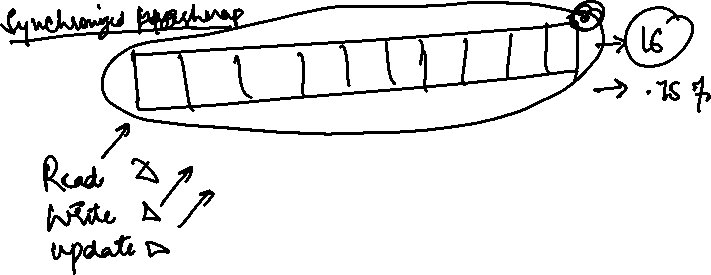 Synchronized Hashmap
16
.75 %
Read
Write
update